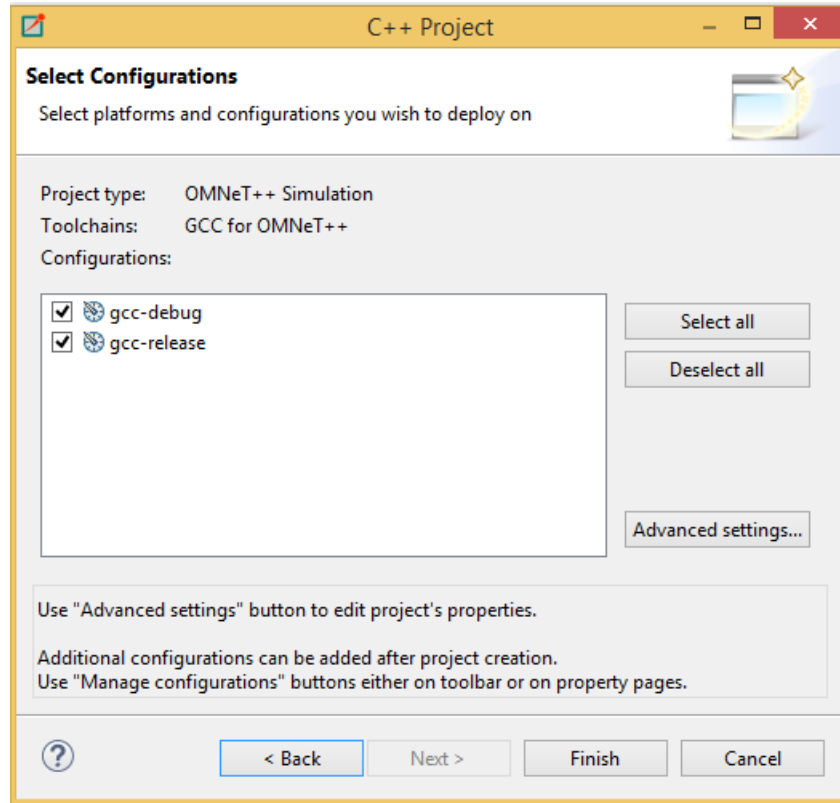 C++ Project
Select Configurations
Select platforms and configurations you wish to deploy on
Project type: OMNeT++ Simulation
Toolchains: GCC for OMNeT++
Configurations:
gcc-debug
gcc-release
Select all
Deselect all
Advanced settings...
Use "Advanced settings" button to edit project's properties.
Additional configurations can be added after project creation.
Use "Manage configurations" buttons either on toolbar or on property pages.
? < Back Next > Finish Cancel